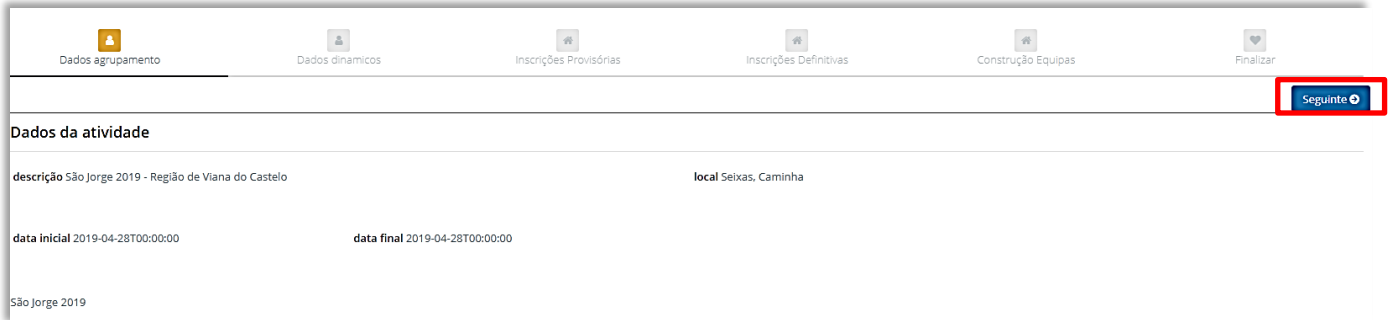 Dados agrupamento Dados dinamicos Inscrições Provisórias Inscrições Definitivas Construção Equipas Finalizar
Seguinte
Dados da atividade
descrição São Jorge 2019 - Região de Viana do Castelo local Seixas, Caminha
data inicial 2019-04-28T00:00:00 data final 2019-04-28T00:00:00
São Jorge 2019